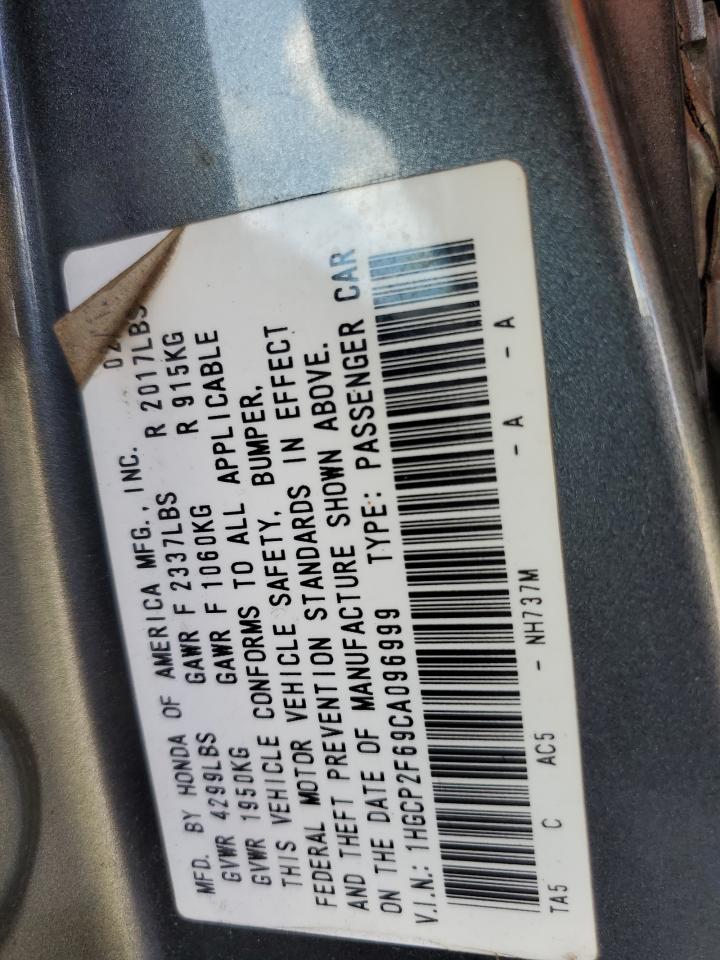 MFD. BY HONDA OF AMERICA MFG., INC.
GVWR 4299LBS GAWR F 2337LBS R 2017LBS
GVWR 1950KG GAWR F 1060KG R 915KG
THIS VEHICLE CONFORMS TO ALL APPLICABLE
FEDERAL MOTOR VEHICLE SAFETY, BUMPER,
AND THEFT PREVENTION STANDARDS IN EFFECT
ON THE DATE OF MANUFACTURE SHOWN ABOVE.
V.I.N.: 1HGCP2F69CA096999 TYPE: PASSENGER CAR
TA5 C AC5 - NH737M - A - A